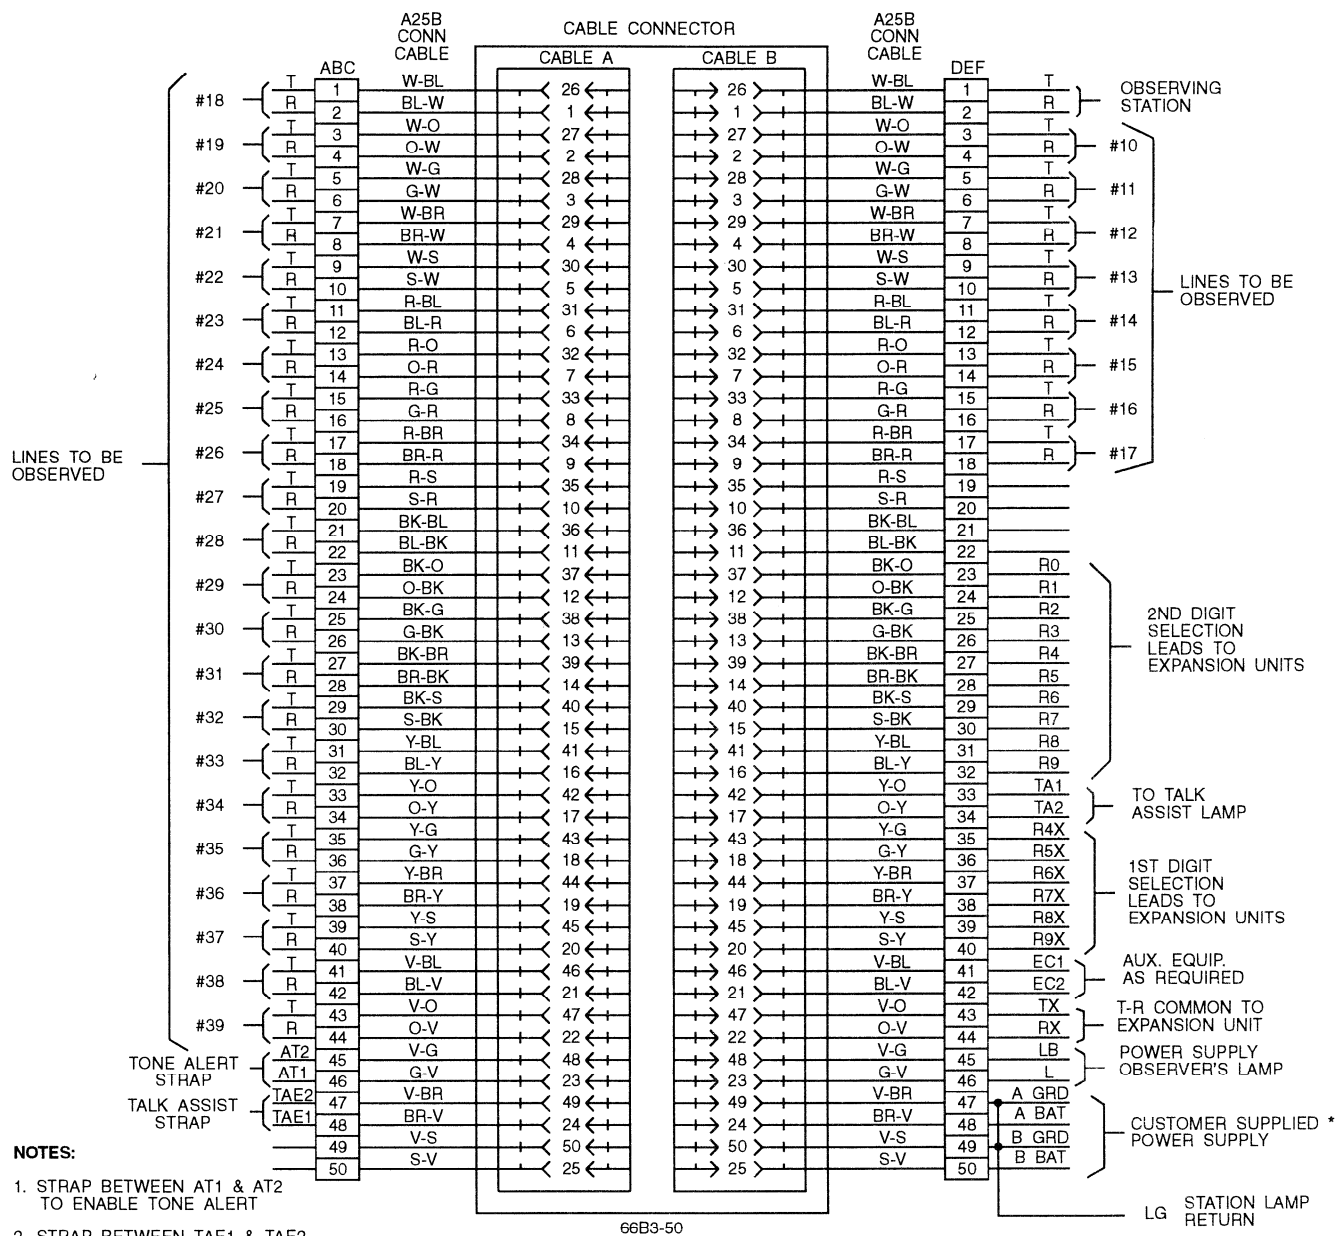 A25B CONN CABLE
CABLE CONNECTOR
A25B CONN CABLE
ABC
CABLE A
CABLE B
DEF
#18
T 1 W-BL 26 26 W-BL 1 T
R 2 BL-W 1 1 BL-W 2 R
OBSERVING
STATION
#19 #10
T 3 W-O 27 27 W-O 3 T
R 4 O-W 2 2 O-W 4 R
#20 #11
T 5 W-G 28 28 W-G 5 T
R 6 G-W 3 3 G-W 6 R
#21 #12
T 7 W-BR 29 29 W-BR 7 T
R 8 BR-W 4 4 BR-W 8 R
#22 #13
T 9 W-S 30 30 W-S 9 T
R 10 S-W 5 5 S-W 10 R
LINES TO BE
OBSERVED
#23 #14
T 11 R-BL 31 31 R-BL 11 T
R 12 BL-R 6 6 BL-R 12 R
#24 #15
T 13 R-O 32 32 R-O 13 T
R 14 O-R 7 7 O-R 14 R
#25 #16
T 15 R-G 33 33 R-G 15 T
R 16 G-R 8 8 G-R 16 R
#26 #17
T 17 R-BR 34 34 R-BR 17 T
R 18 BR-R 9 9 BR-R 18 R
LINES TO BE
OBSERVED
#27
T 19 R-S 35 35 R-S 19
R 20 S-R 10 10 S-R 20
#28
T 21 BK-BL 36 36 BK-BL 21
R 22 BL-BK 11 11 BL-BK 22
#29
T 23 BK-O 37 37 BK-O 23 R0
R 24 O-BK 12 12 O-BK 24 R1
#30
T 25 BK-G 38 38 BK-G 25 R2
R 26 G-BK 13 13 G-BK 26 R3
2ND DIGIT
SELECTION
LEADS TO
EXPANSION UNITS
#31
T 27 BK-BR 39 39 BK-BR 27 R4
R 28 BR-BK 14 14 BR-BK 28 R5
#32
T 29 BK-S 40 40 BK-S 29 R6
R 30 S-BK 15 15 S-BK 30 R7
#33
T 31 Y-BL 41 41 Y-BL 31 R8
R 32 BL-Y 16 16 BL-Y 32 R9
#34
T 33 Y-O 42 42 Y-O 33 TA1
R 34 O-Y 17 17 O-Y 34 TA2
TO TALK
ASSIST LAMP
#35
T 35 Y-G 43 43 Y-G 35 R4X
R 36 G-Y 18 18 G-Y 36 R5X
#36
T 37 Y-BR 44 44 Y-BR 37 R6X
R 38 BR-Y 19 19 BR-Y 38 R7X
1ST DIGIT
SELECTION
LEADS TO
EXPANSION UNITS
#37
T 39 Y-S 45 45 Y-S 39 R8X
R 40 S-Y 20 20 S-Y 40 R9X
#38
T 41 V-BL 46 46 V-BL 41 EC1
R 42 BL-V 21 21 BL-V 42 EC2
AUX. EQUIP.
AS REQUIRED
#39
T 43 V-O 47 47 V-O 43 TX
R 44 O-V 22 22 O-V 44 RX
T-R COMMON TO
EXPANSION UNIT
TONE ALERT
STRAP
AT2 45 V-G 48 48 V-G 45 LB
AT1 46 G-V 23 23 G-V 46 L
POWER SUPPLY
OBSERVER'S LAMP
TALK ASSIST
STRAP
TAE2 47 V-BR 49 49 V-BR 47 A GRD
TAE1 48 BR-V 24 24 BR-V 48 A BAT
49 V-S 50 50 V-S 49 B GRD
50 S-V 25 25 S-V 50 B BAT
CUSTOMER SUPPLIED *
POWER SUPPLY
LG STATION LAMP
RETURN
66B3-50
NOTES:
1. STRAP BETWEEN AT1 & AT2
TO ENABLE TONE ALERT
2. STRAP BETWEEN TAE1 & TAE2